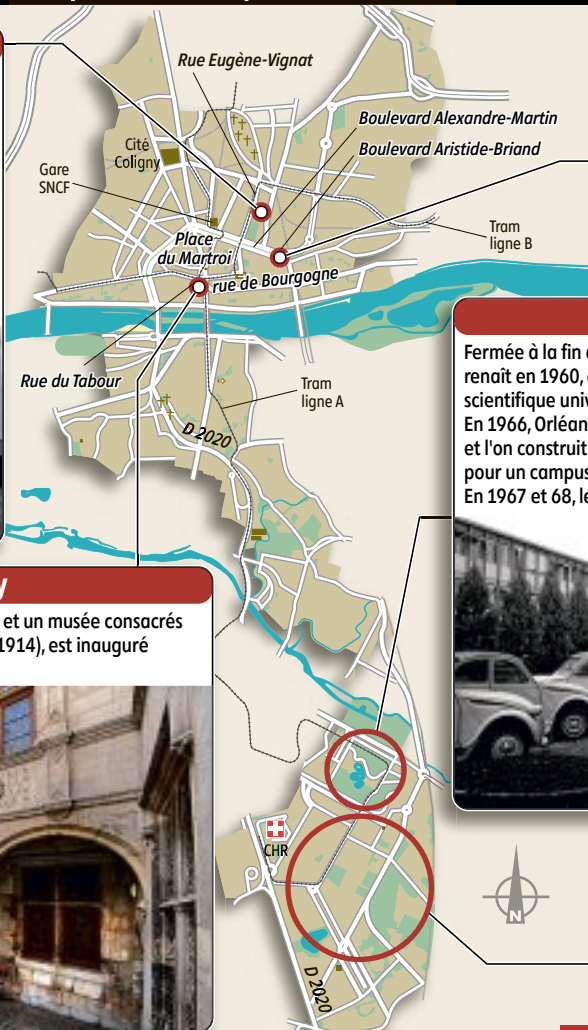 Rue Eugène-Vignat
Boulevard Alexandre-Martin
Boulevard Aristide-Briand
Cité
Coligny
Gare
SNCF
Place
du Martroi
Tram
ligne B
rue de Bourgogne
Rue du Tabour
Tram
ligne A
D 2020
Fermée à la fin
renaît en 1960,
scientifique
En 1966, Orléan
et l'on construit
pour un campus
En 1967 et 68, le
et un musée consacrés
1914), est inauguré
CHR
D 2020
N